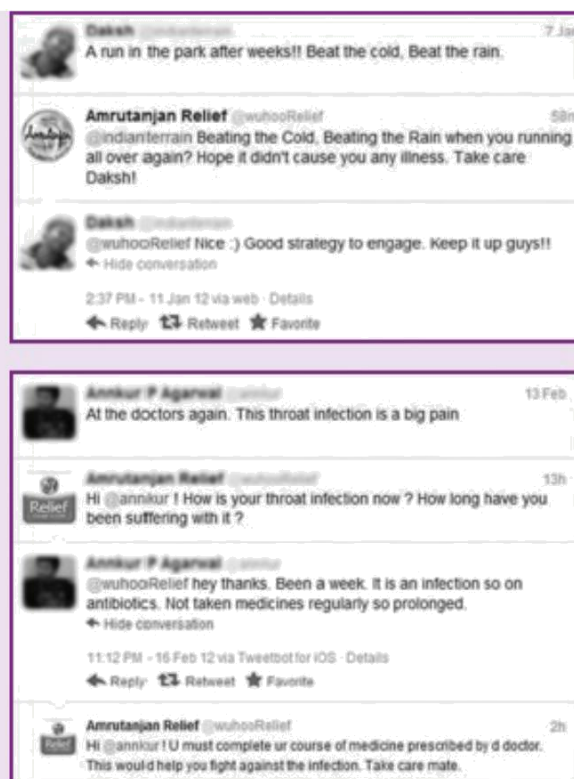 Daksh
7 Jan
A run in the park after weeks!! Beat the cold, Beat the rain.
Amrutanjan Relief @wuhooRelief
@indianterrain Beating the Cold, Beating the Rain when you running
all over again? Hope it didn't cause you any illness. Take care
Daksh!
Daksh
@wuhooRelief Nice :) Good strategy to engage. Keep it up guys!!
Hide conversation
2:37 PM - 11 Jan 12 via web · Details
Reply Retweet Favorite
Annkur P Agarwal
13 Feb
At the doctors again. This throat infection is a big pain
Relief
Amrutanjan Relief
13h
Hi @annkur ! How is your throat infection now ? How long have you
been suffering with it ?
Annkur P Agarwal
@wuhooRelief hey thanks. Been a week. It is an infection so on
antibiotics. Not taken medicines regularly so prolonged.
Hide conversation
11:12 PM - 16 Feb 12 via Tweetbot for iOS · Details
Reply Retweet Favorite
Relief
Amrutanjan Relief @wuhooRelief
2h
Hi @annkur ! U must complete ur course of medicine prescribed by d doctor.
This would help you fight against the infection. Take care mate.